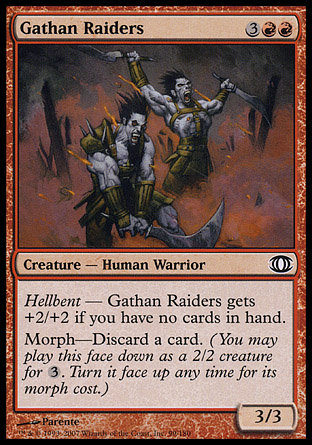 Gathan Raiders 3
Creature — Human Warrior
Hellbent — Gathan Raiders gets
+2/+2 if you have no cards in hand.
Morph—Discard a card. (You may
play this face down as a 2/2 creature
for 3. Turn it face up any time for its
morph cost.)
3/3
Parente